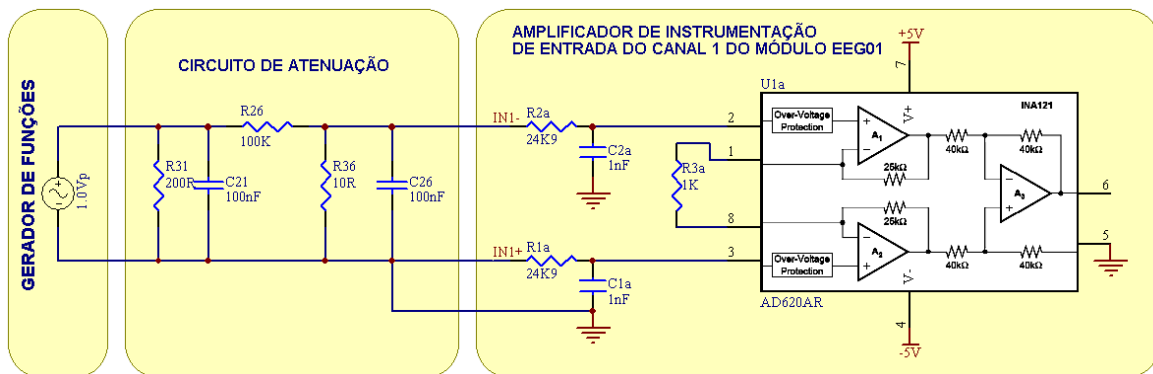 GERADOR DE FUNÇÕES
1.0Vp
CIRCUITO DE ATENUAÇÃO
R26
100K
R31
200R
C21
100nF
R36
10R
C26
100nF
AMPLIFICADOR DE INSTRUMENTAÇÃO
DE ENTRADA DO CANAL 1 DO MÓDULO EEG01
IN1-
R2a
24K9
C2a
1nF
IN1+
R1a
24K9
C1a
1nF
R3a
1K
+5V
7
U1a
INA121
2
Over-Voltage
Protection
A1
V+
40kΩ
40kΩ
1
25kΩ
A3
6
8
25kΩ
5
3
Over-Voltage
Protection
A2
V-
40kΩ
40kΩ
AD620AR
4
-5V